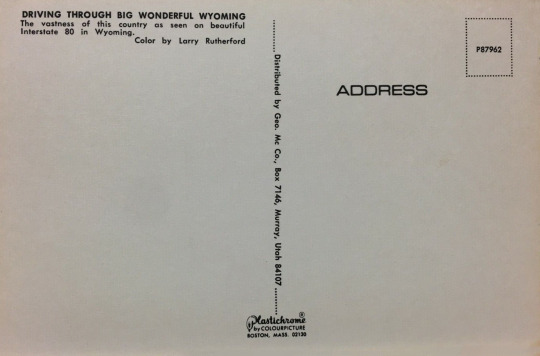 DRIVING THROUGH BIG WONDERFUL WYOMING
The vastness of this country as seen on beautiful
Interstate 80 in Wyoming.
Color by Larry Rutherford
Distributed by Geo. Mc Co., Box 7146, Murray, Utah 84107
P87962
ADDRESS
Plastichrome®
by COLOURPICTURE
BOSTON, MASS. 02130